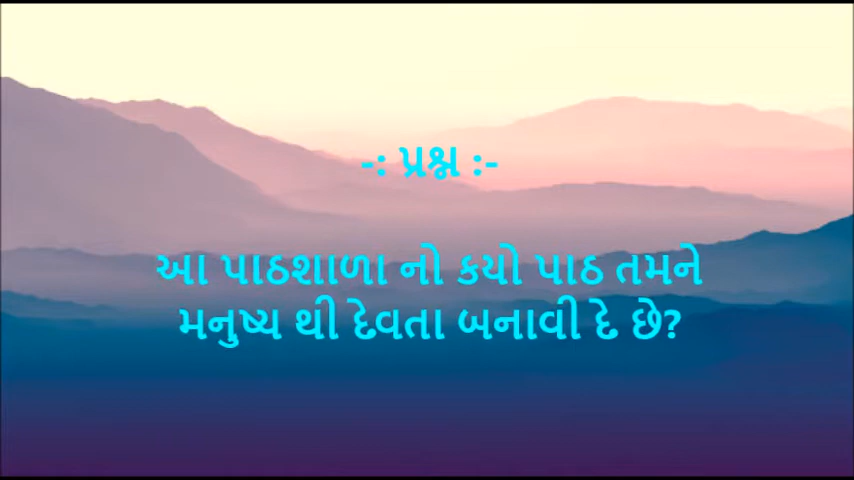 -: પ્રશ્ન :-
આ પાઠશાળા નો કયો પાઠ તમને
મનુષ્ય થી દેવતા બનાવી દે છે?